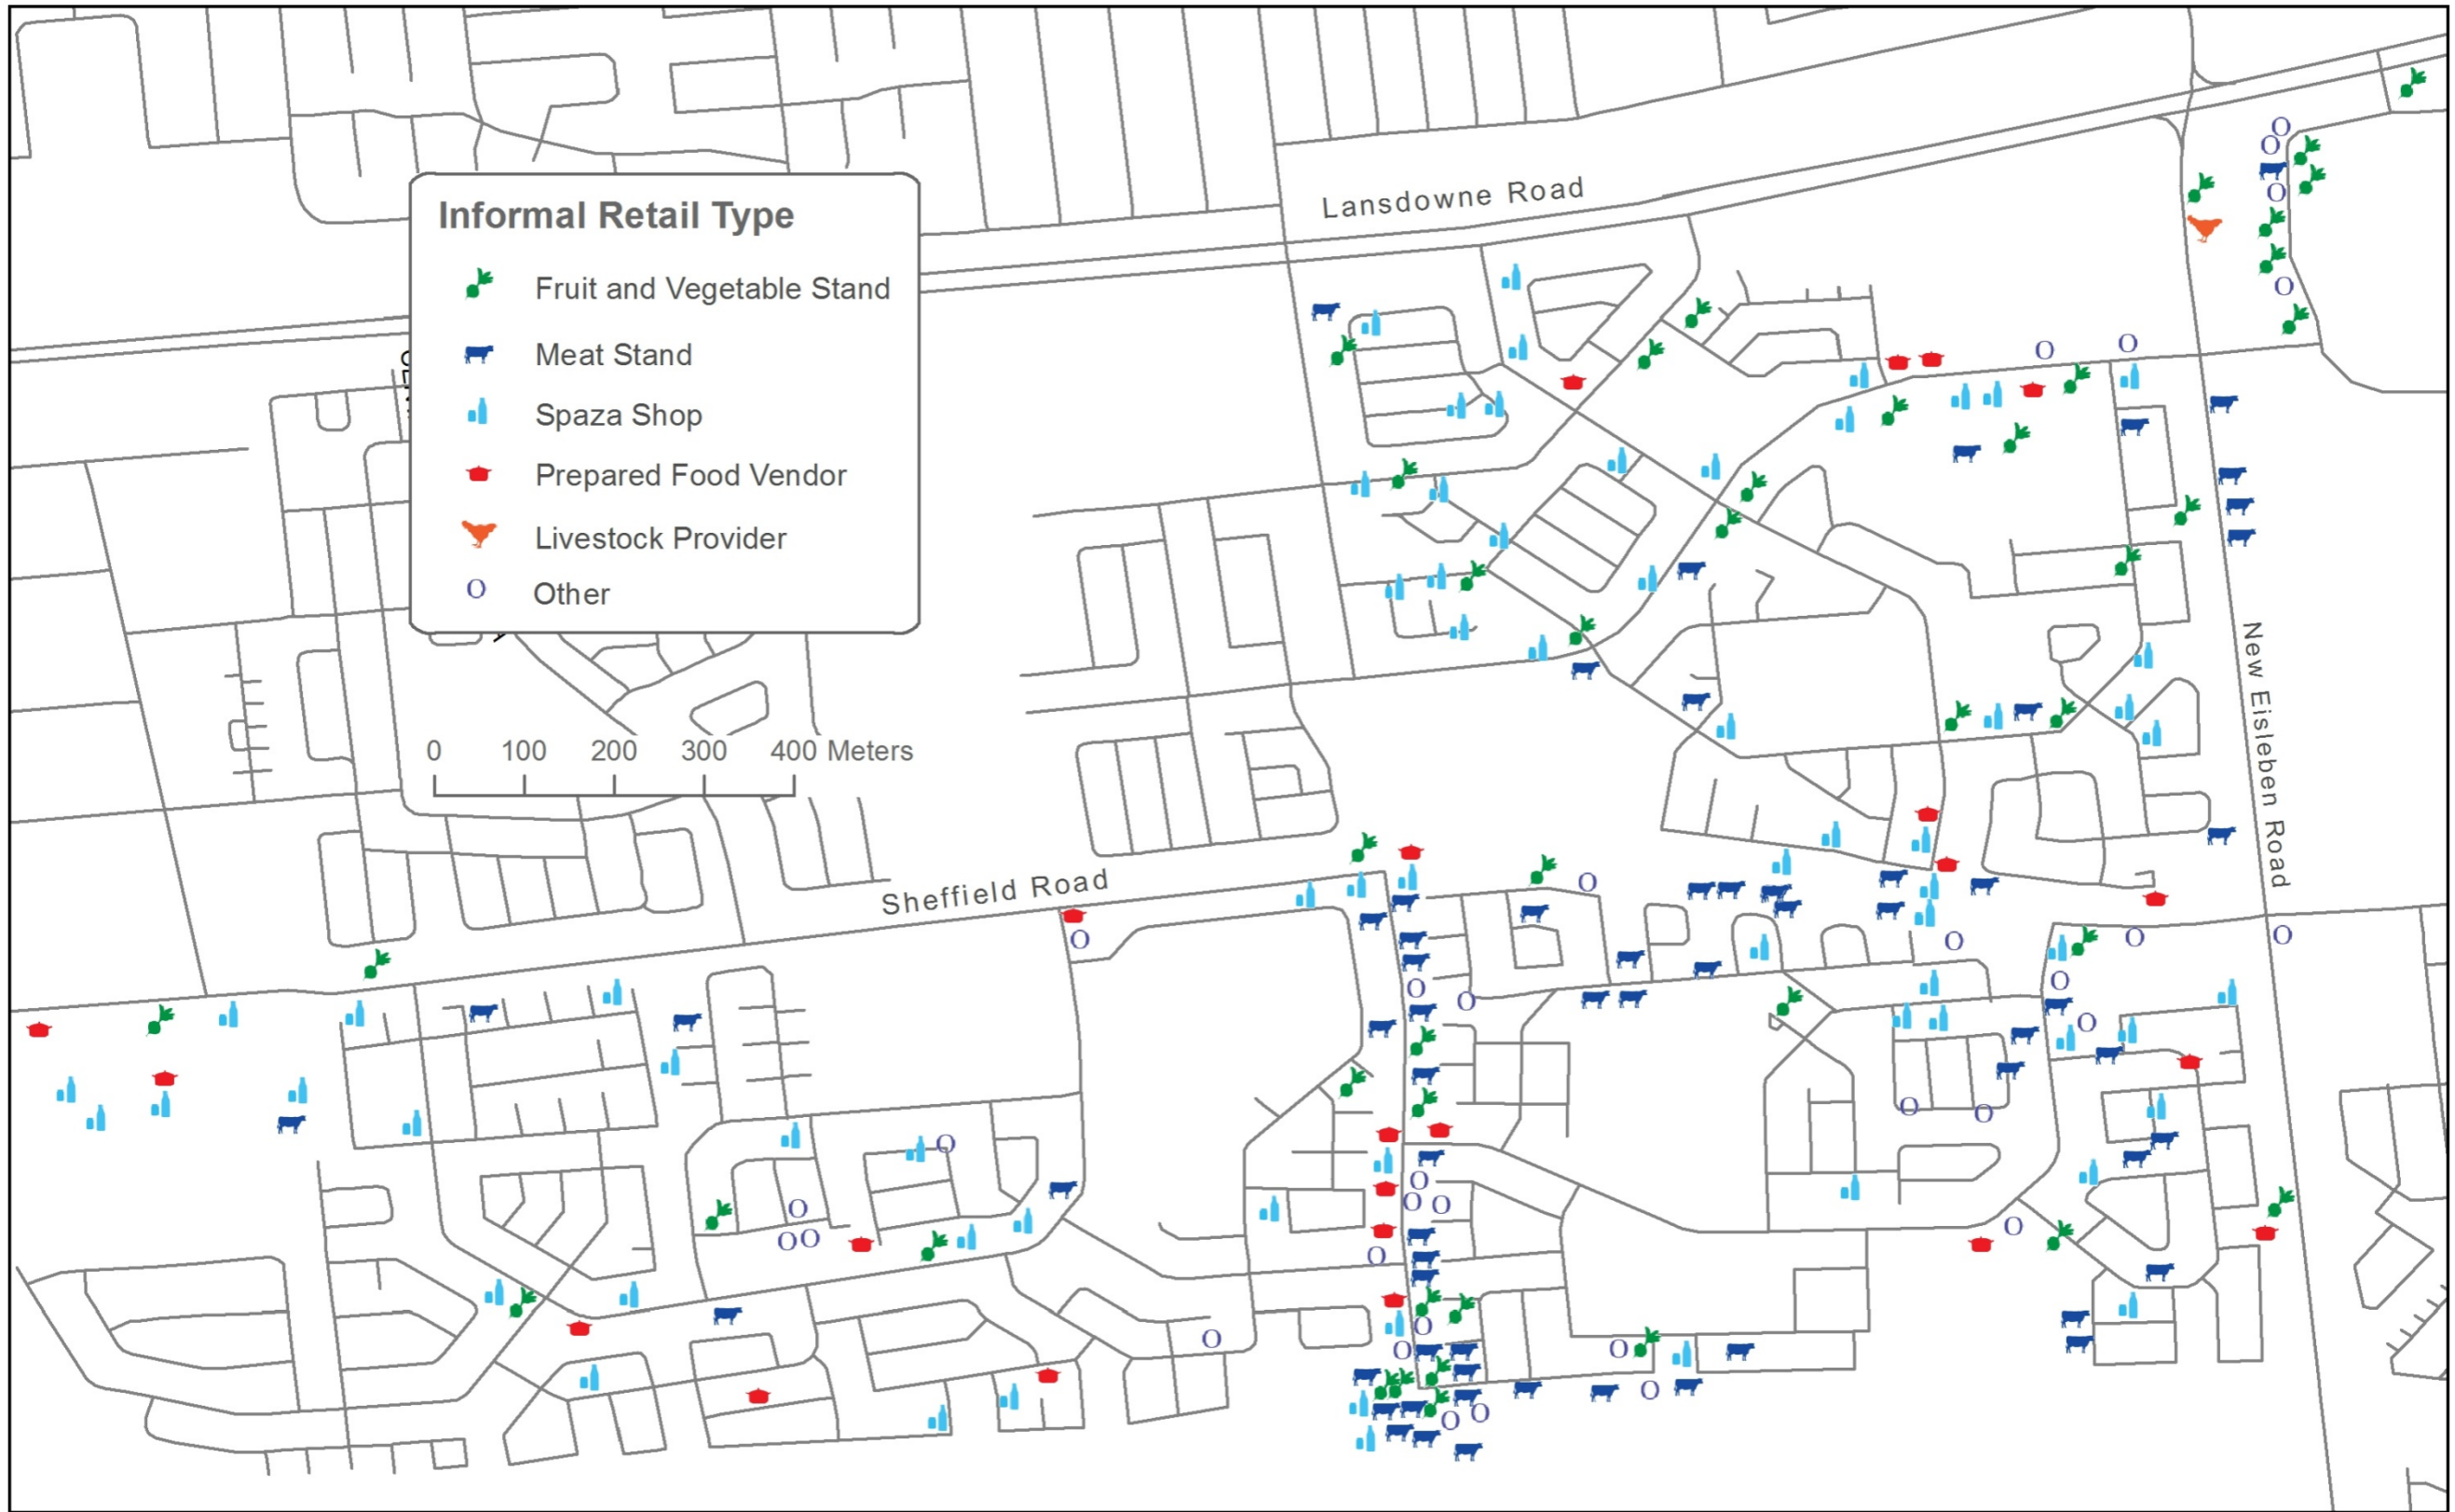 Lansdowne Road
Informal Retail Type
Fruit and Vegetable Stand
Meat Stand
Spaza Shop
Prepared Food Vendor
Livestock Provider
Other
0 100 200 300 400 Meters
New Eisleben Road
Sheffield Road